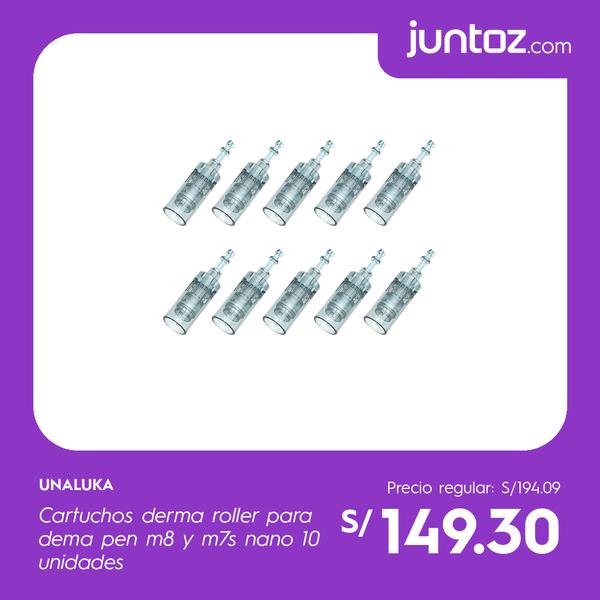 juntoz.com
UNALUKA
Cartuchos derma roller para
dema pen m8 y m7s nano 10
unidades
Precio regular: S/194.09
S/149.30